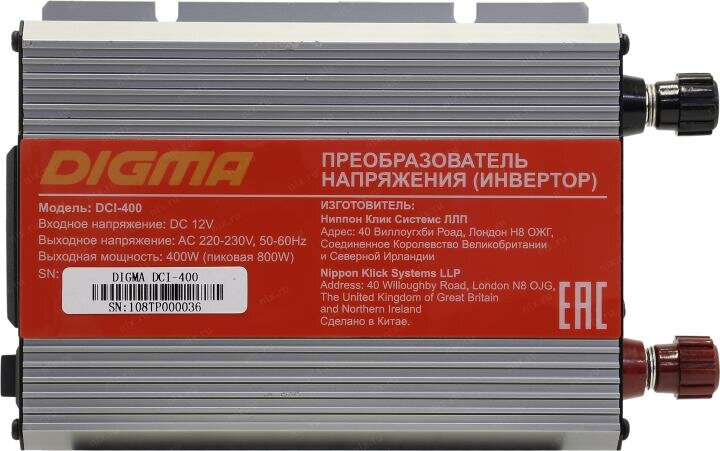 DIGMA
Модель: DCI-400
Входное напряжение: DC 12V
Выходное напряжение: AC 220-230V, 50-60Hz
Выходная мощность: 400W (пиковая 800W)
SN:
DIGMA DCI-400
SN:108TP000036
ПРЕОБРАЗОВАТЕЛЬ
НАПРЯЖЕНИЯ (ИНВЕРТОР)
ИЗГОТОВИТЕЛЬ:
Ниппон Клик Системс ЛЛП
Адрес: 40 Виллоугхби Роад, Лондон Н8 ОЖГ,
Соединенное Королевство Великобритании
и Северной Ирландии
Nippon Klick Systems LLP
Address: 40 Willoughby Road, London N8 OJG,
The United Kingdom of Great Britain
and Northern Ireland
Сделано в Китае.
EAC